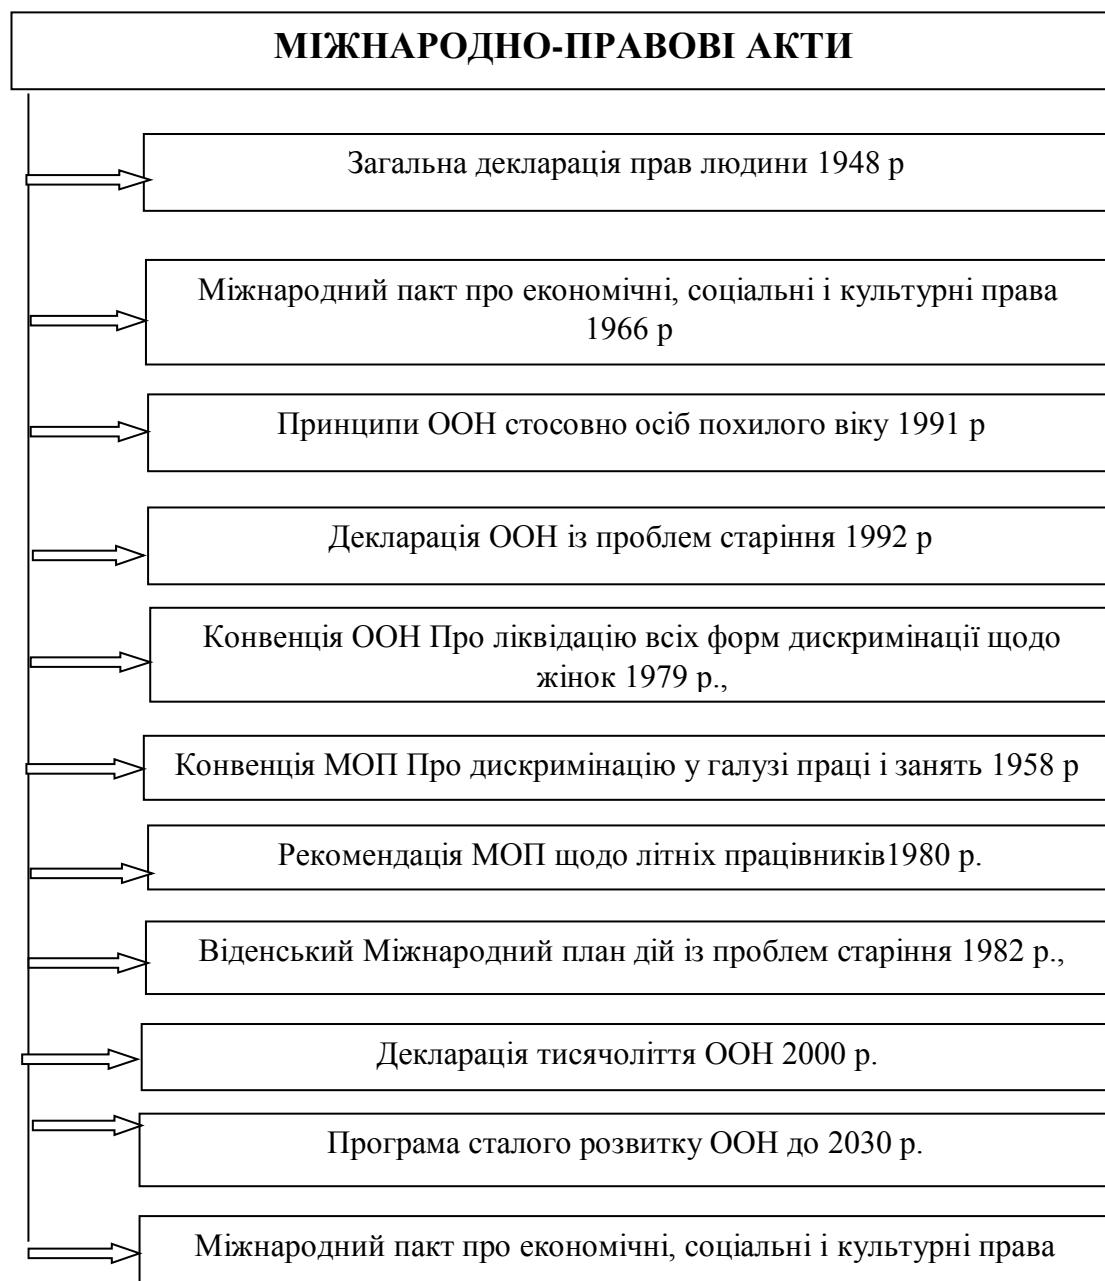 МІЖНАРОДНО-ПРАВОВІ АКТИ
Загальна декларація прав людини 1948 р
Міжнародний пакт про економічні, соціальні і культурні права
1966 р
Принципи ООН стосовно осіб похилого віку 1991 р
Декларація ООН із проблем старіння 1992 р
Конвенція ООН Про ліквідацію всіх форм дискримінації щодо
жінок 1979 р.,
Конвенція МОП Про дискримінацію у галузі праці і занять 1958 р
Рекомендація МОП щодо літніх працівників1980 р.
Віденський Міжнародний план дій із проблем старіння 1982 р.,
Декларація тисячоліття ООН 2000 р.
Програма сталого розвитку ООН до 2030 р.
Міжнародний пакт про економічні, соціальні і культурні права